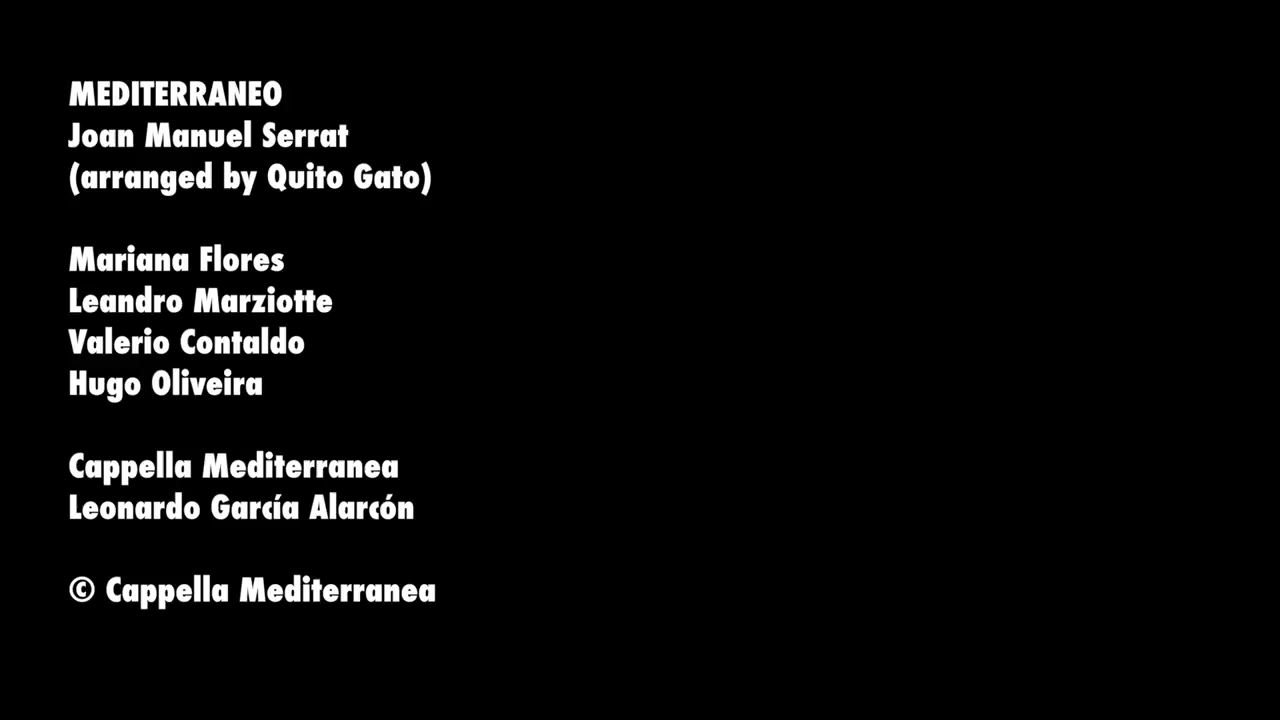 MEDITERRANEO
Joan Manuel Serrat
(arranged by Quito Gato)
Mariana Flores
Leandro Marziotte
Valerio Contaldo
Hugo Oliveira
Cappella Mediterranea
Leonardo García Alarcón
© Cappella Mediterranea